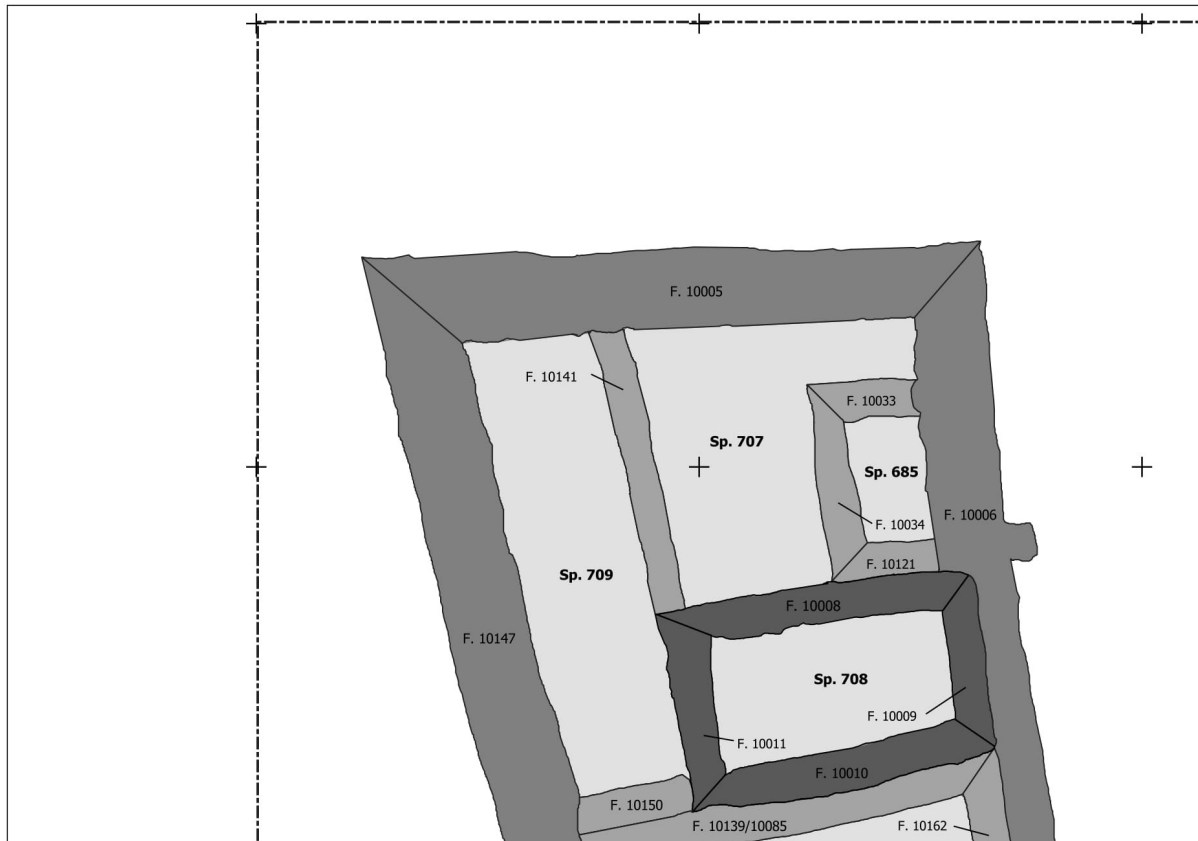 F. 10005
F. 10141
F. 10033
Sp. 707
Sp. 685
F. 10034
F. 10006
F. 10121
Sp. 709
F. 10008
F. 10147
Sp. 708
F. 10009
F. 10011
F. 10010
F. 10150
F. 10139/10085
F. 10162